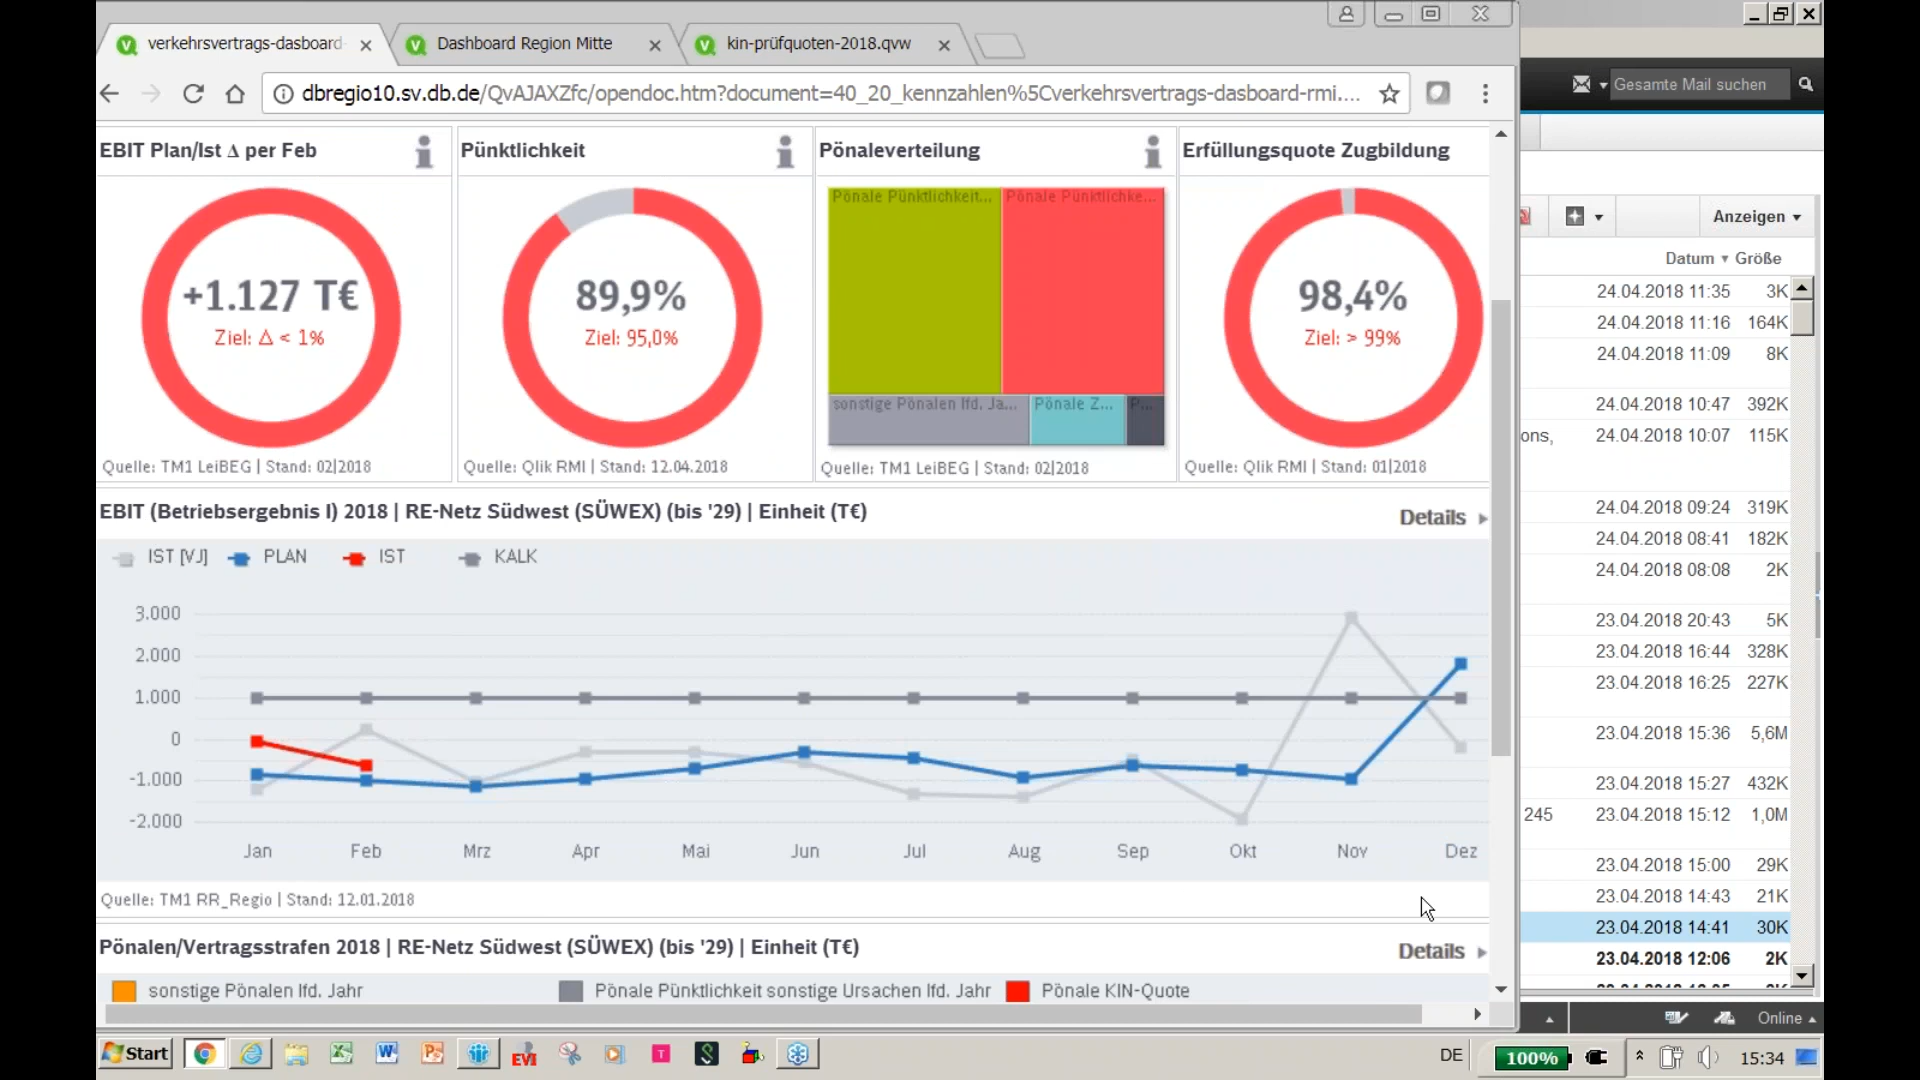 verkehrsvertrags-dasboard
Dashboard Region Mitte
kin-prüfquoten-2018.qvw
dbregio10.sv.db.de/QvAJAXZfc/opendoc.htm?document=40_20_kennzahlen%5Cverkehrsvertrags-dasboard-rmi....
Gesamte Mail suchen
EBIT Plan/Ist Δ per Feb
Pünktlichkeit
Pönaleverteilung
Erfüllungsquote Zugbildung
+1.127 T€
Ziel: Δ < 1%
89,9%
Ziel: 95,0%
Pönale Pünktlichkeit...
Pönale Pünktlichke...
sonstige Pönalen lfd. Ja...
Pönale Z...
P...
98,4%
Ziel: > 99%
Quelle: TM1 LeiBEG | Stand: 02|2018
Quelle: Qlik RMI | Stand: 12.04.2018
Quelle: TM1 LeiBEG | Stand: 02|2018
Quelle: Qlik RMI | Stand: 01|2018
EBIT (Betriebsergebnis I) 2018 | RE-Netz Südwest (SÜWEX) (bis '29) | Einheit (T€)
Details
IST [VJ]
PLAN
IST
KALK
3.000
2.000
1.000
0
-1.000
-2.000
Jan
Feb
Mrz
Apr
Mai
Jun
Jul
Aug
Sep
Okt
Nov
Dez
Quelle: TM1 RR_Regio | Stand: 12.01.2018
Pönalen/Vertragsstrafen 2018 | RE-Netz Südwest (SÜWEX) (bis '29) | Einheit (T€)
Details
sonstige Pönalen lfd. Jahr
Pönale Pünktlichkeit sonstige Ursachen lfd. Jahr
Pönale KIN-Quote
Anzeigen
Datum
Größe
24.04.2018 11:35 3K
24.04.2018 11:16 164K
24.04.2018 11:09 8K
24.04.2018 10:47 392K
ons, 24.04.2018 10:07 115K
24.04.2018 09:24 319K
24.04.2018 08:41 182K
24.04.2018 08:08 2K
23.04.2018 20:43 5K
23.04.2018 16:44 328K
23.04.2018 16:25 227K
23.04.2018 15:36 5,6M
23.04.2018 15:27 432K
245 23.04.2018 15:12 1,0M
23.04.2018 15:00 29K
23.04.2018 14:43 21K
23.04.2018 14:41 30K
23.04.2018 12:06 2K
Online
Start
EVI
DE
100%
15:34